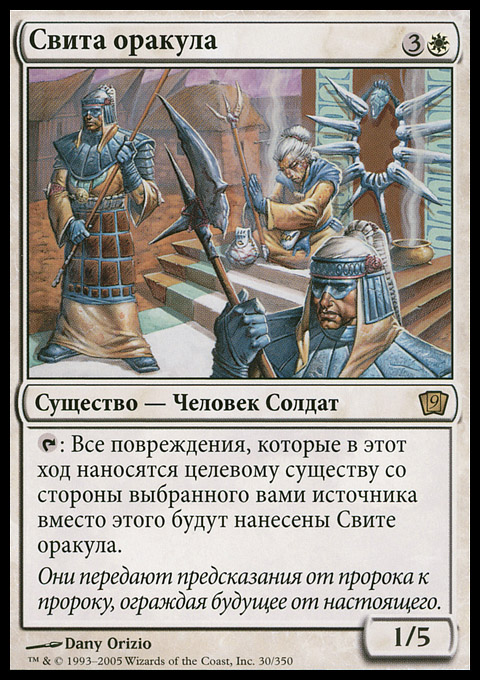 Свита оракула
3
9
Существо — Человек Солдат
: Все повреждения, которые в этот
ход наносятся целевому существу со
стороны выбранного вами источника
вместо этого будут нанесены Свите
оракула.
Они передают предсказания от пророка к
пророку, ограждая будущее от настоящего.
Dany Orizio
1/5
™ & © 1993–2005 Wizards of the Coast, Inc. 30/350